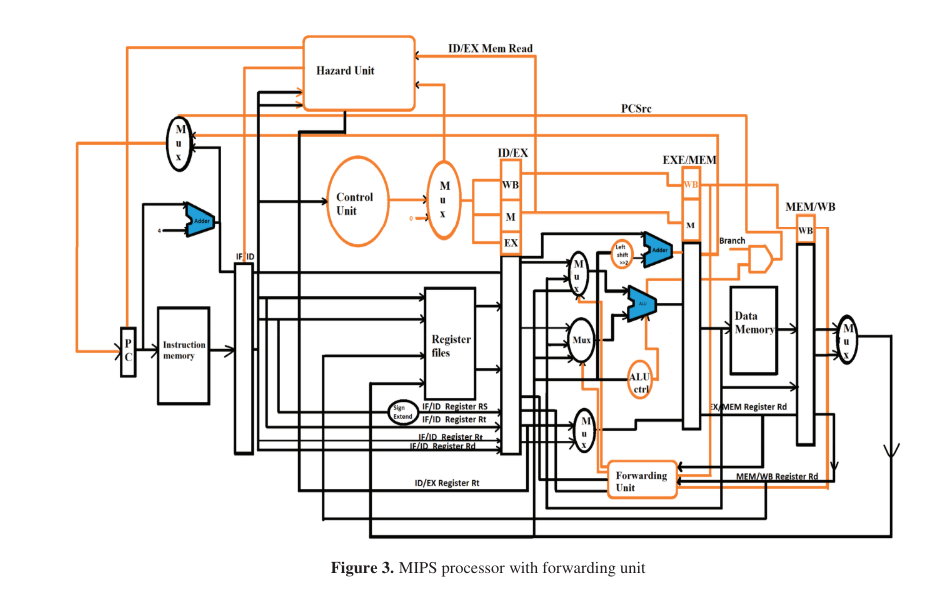 ID/EX Mem Read
Hazard Unit
PCSrc
M
u
x
ID/EX
EXE/MEM
WB
WB
MEM/WB
Control
Unit
M
u
x
0
M
M
WB
Adder
4
EX
Branch
Left
shift
>>2
Adder
IF/ID
M
u
x
ALU
Data
Memory
P
C
Instruction
memory
Register
files
Mux
M
u
x
ALU
ctrl
Sign
Extend
IF/ID Register RS
IF/ID Register Rt
IF/ID Register Rt
IF/ID Register Rd
M
u
x
EX/MEM Register Rd
Forwarding
Unit
MEM/WB Register Rd
ID/EX Register Rt
Figure 3. MIPS processor with forwarding unit